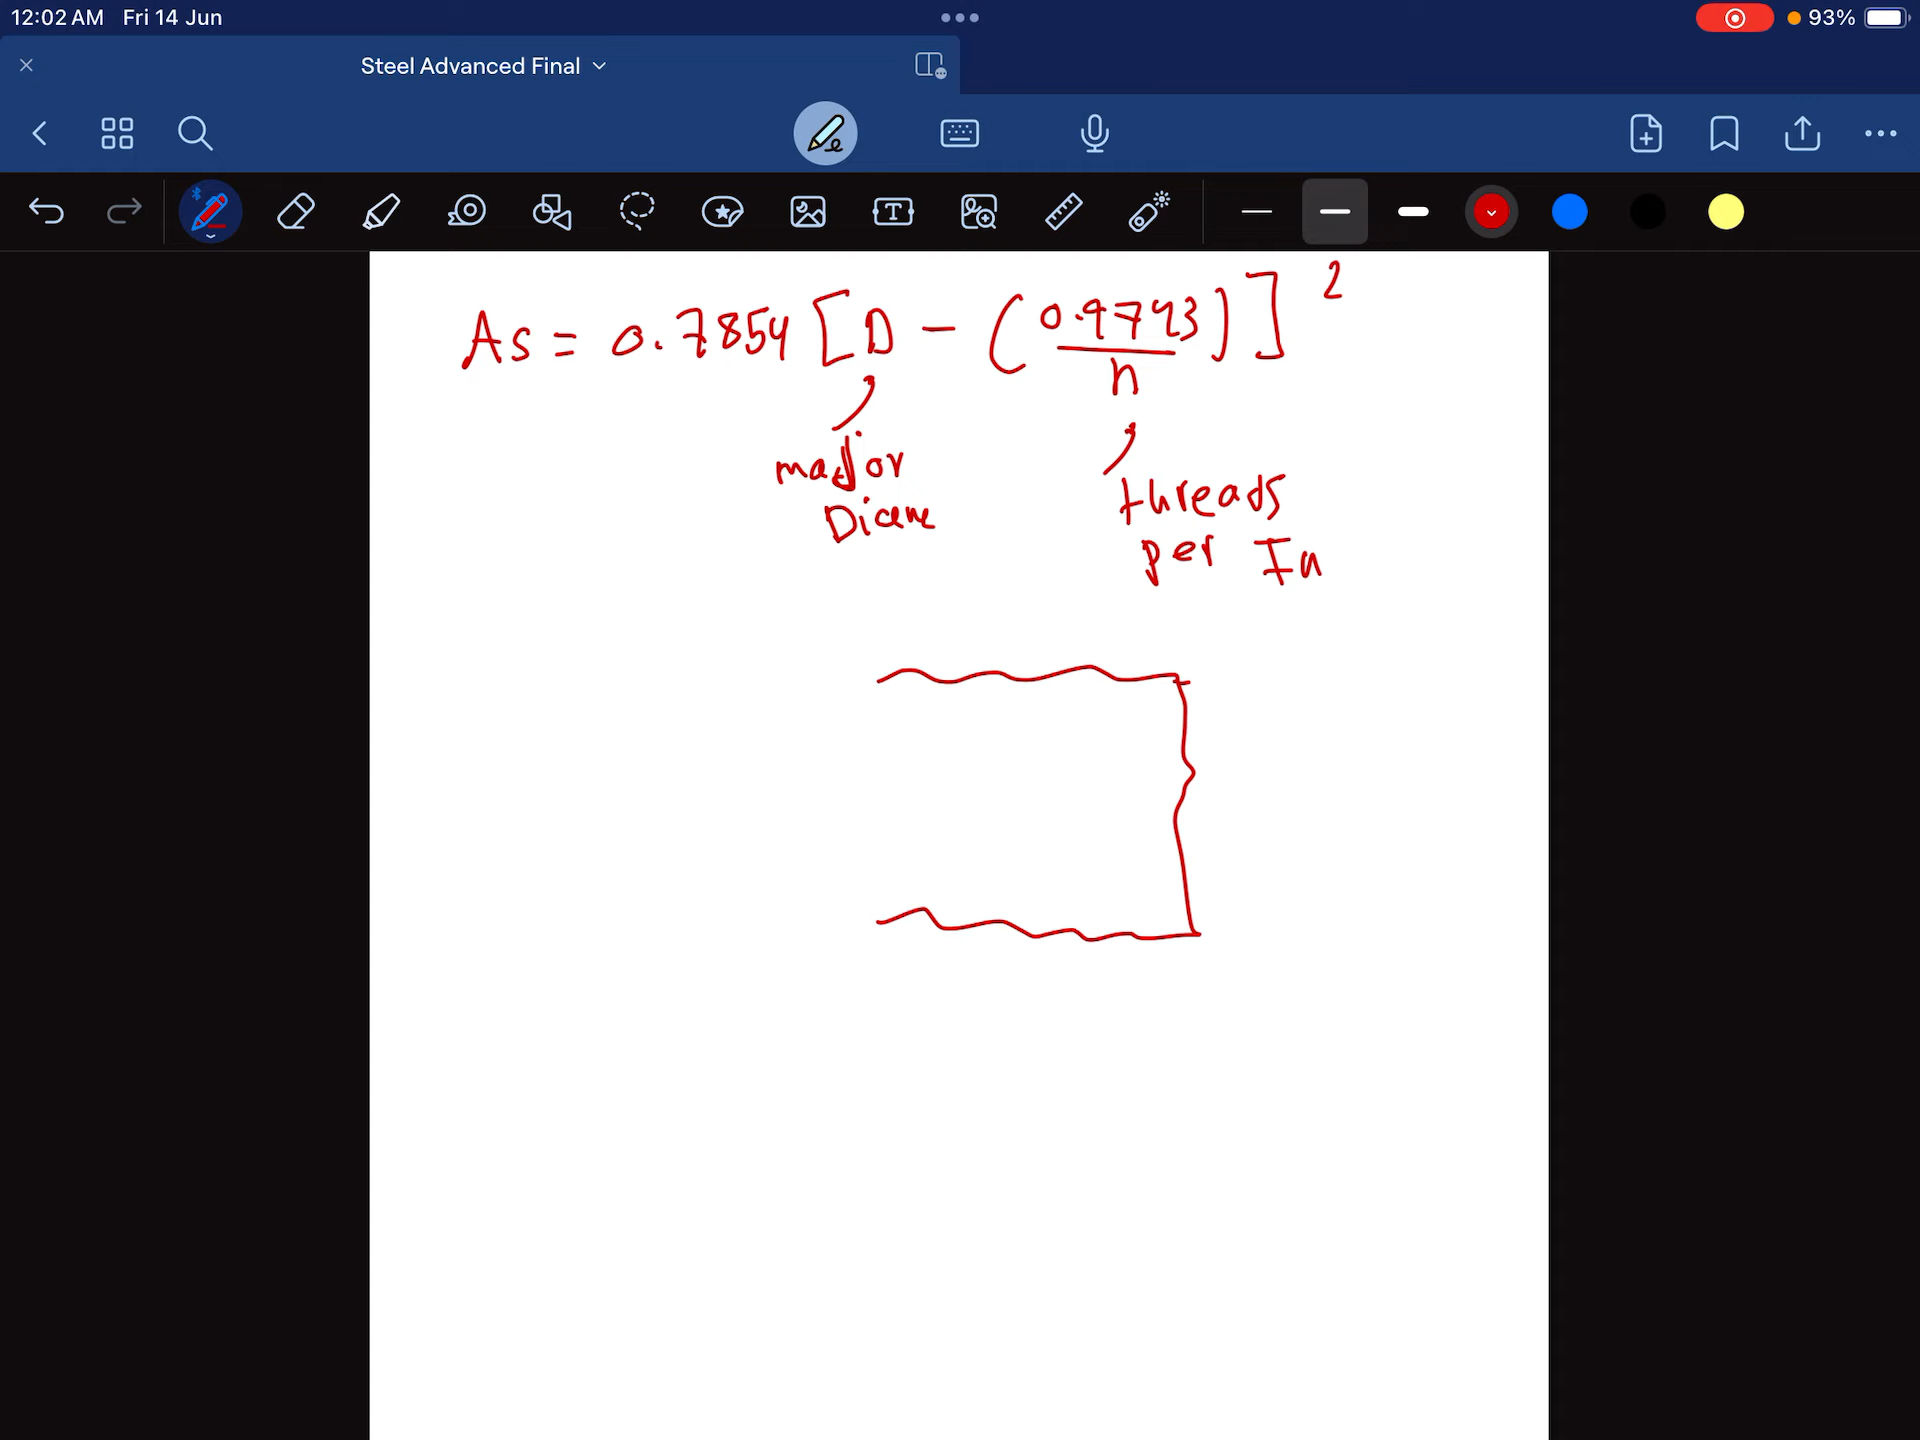 12:02 AM Fri 14 Jun
93%
Steel Advanced Final
As = 0.7854 [D - (0.9743/n)]²
major
Diame
threads
per In